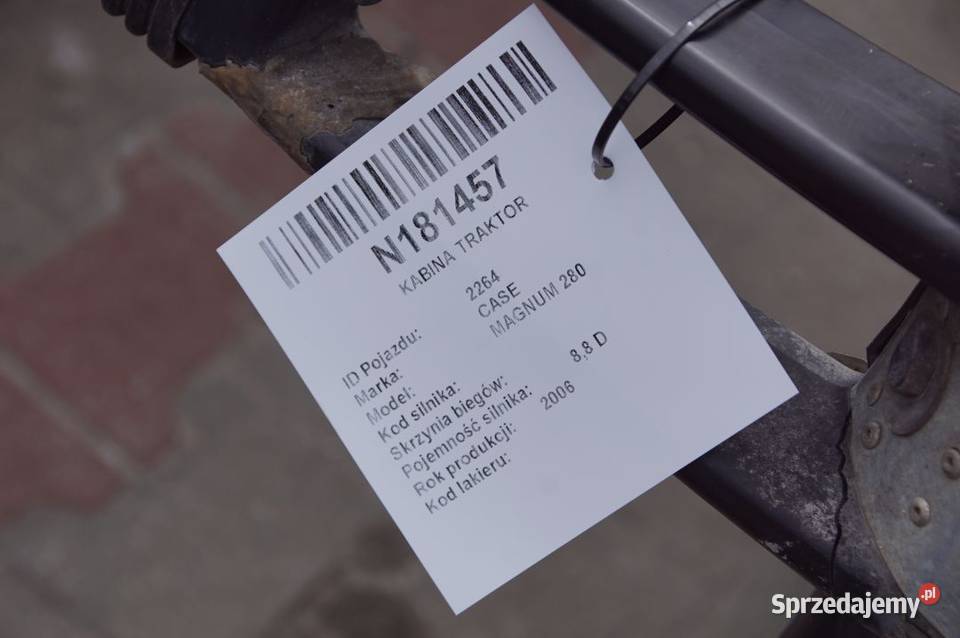 N181457
KABINA TRAKTOR
ID Pojazdu: 2264
Marka: CASE
Model: MAGNUM 280
Kod silnika:
Skrzynia biegów:
Pojemność silnika: 8,8 D
Rok produkcji: 2006
Kod lakieru:
Sprzedajemy.pl